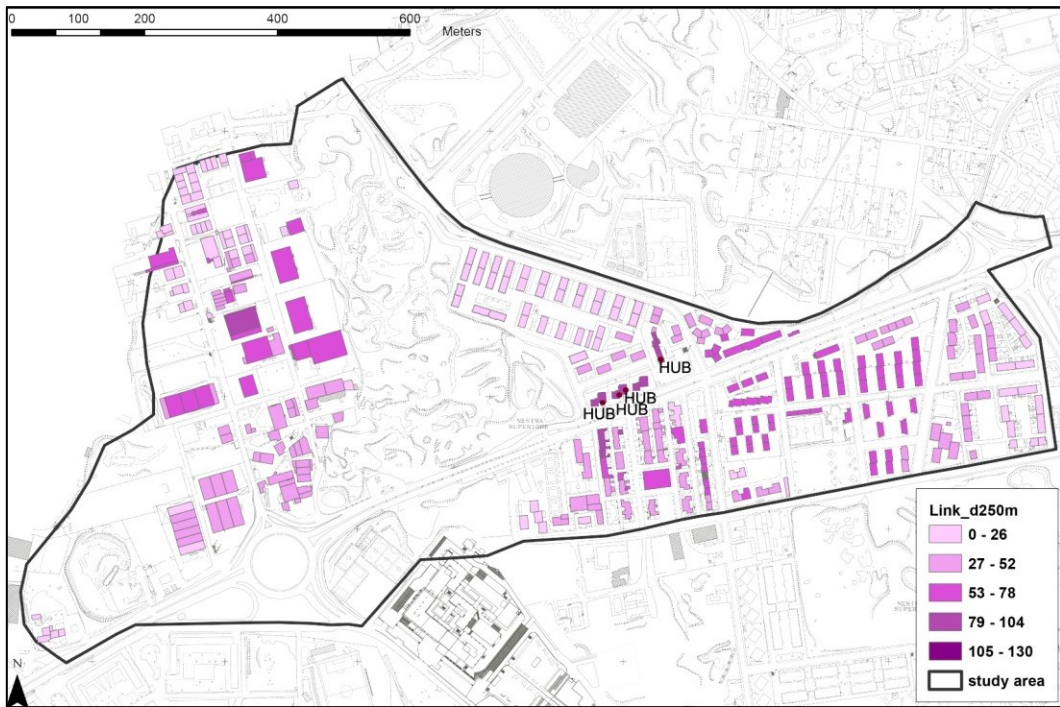 0 100 200 400 600
Meters
HUB
HUB
HUB
HUB
Link_d250m
0 - 26
27 - 52
53 - 78
79 - 104
105 - 130
study area
N